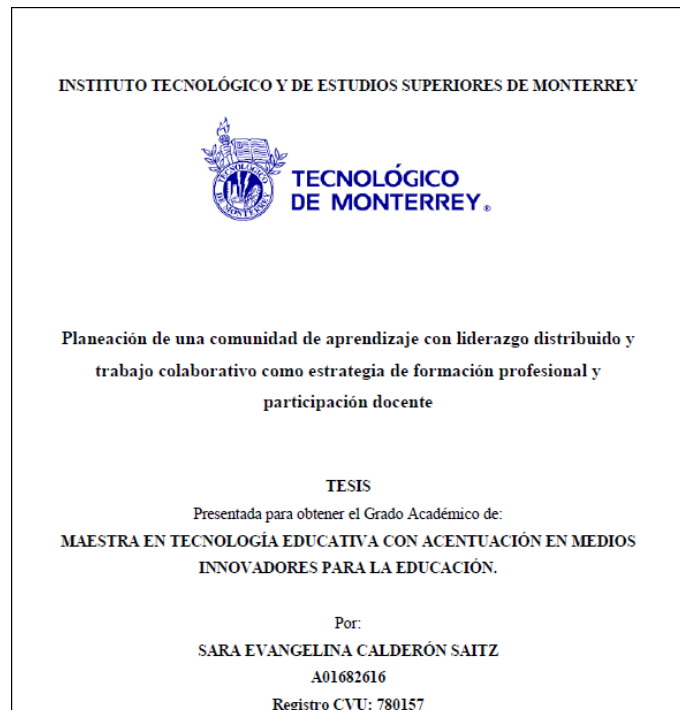 INSTITUTO TECNOLÓGICO Y DE ESTUDIOS SUPERIORES DE MONTERREY
TECNOLÓGICO
DE MONTERREY
TECNOLÓGICO
DE MONTERREY®
Planeación de una comunidad de aprendizaje con liderazgo distribuido y
trabajo colaborativo como estrategia de formación profesional y
participación docente
TESIS
Presentada para obtener el Grado Académico de:
MAESTRA EN TECNOLOGÍA EDUCATIVA CON ACENTUACIÓN EN MEDIOS
INNOVADORES PARA LA EDUCACIÓN.
Por:
SARA EVANGELINA CALDERÓN SAITZ
A01682616
Registro CVU: 780157